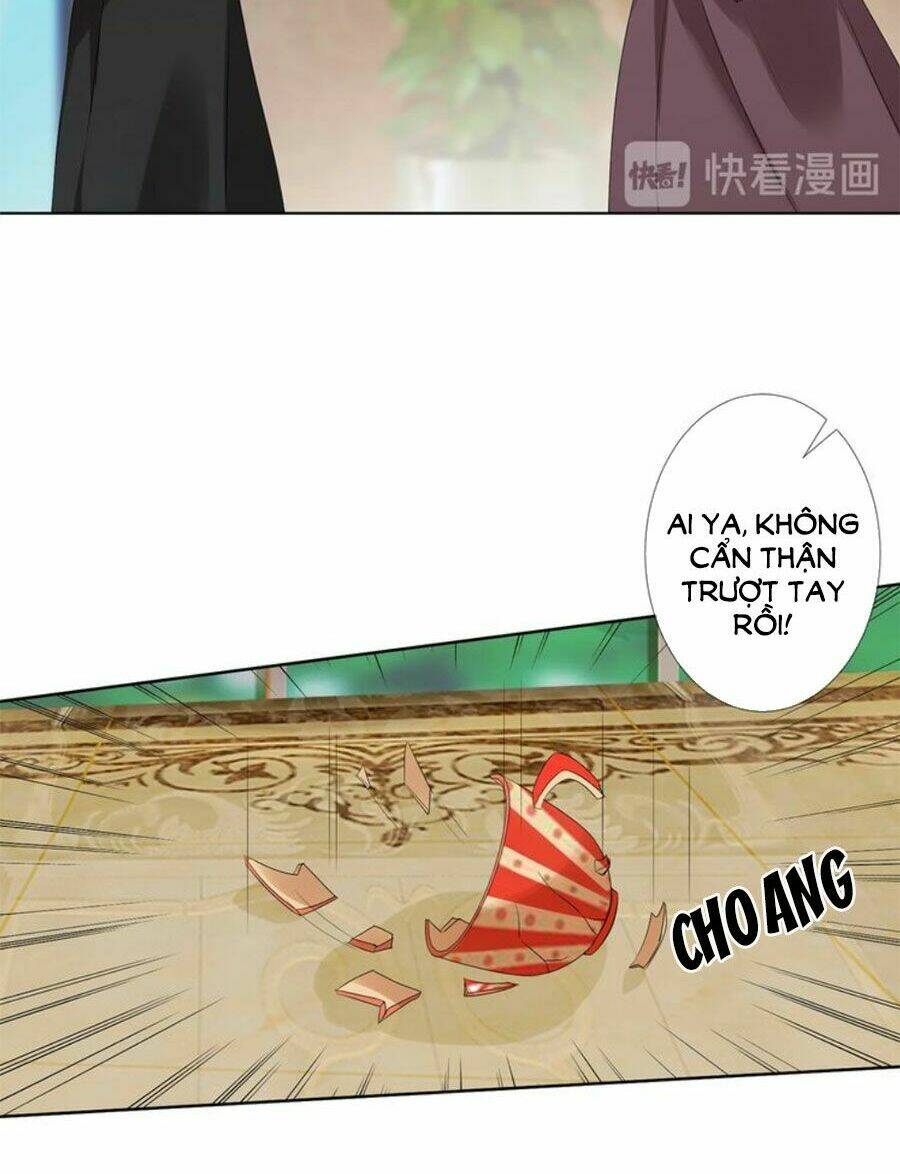 快看! 快看漫画
AI YA, KHÔNG
CẨN THẬN
TRƯỢT TAY
RỒI!
CHOANG